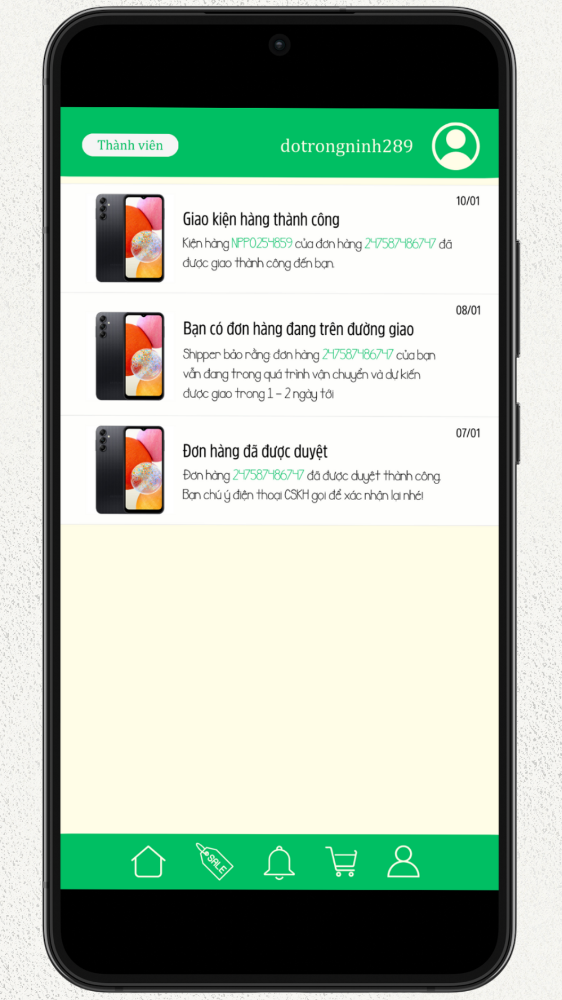 Thành viên
dotrongninh289
10/01
Giao kiện hàng thành công
Kiện hàng NPP0254859 của đơn hàng 247587486747 đã
được giao thành công đến bạn.
08/01
Bạn có đơn hàng đang trên đường giao
Shipper bảo rằng: đơn hàng 247587486747 của bạn
vẫn đang trong quá trình vận chuyển và dự kiến
được giao trong 1 – 2 ngày tới
07/01
Đơn hàng đã được duyệt
Đơn hàng 247587486747 đã được duyệt thành công.
Bạn chú ý điện thoại CSKH gọi để xác nhận lại nhé!
SALE